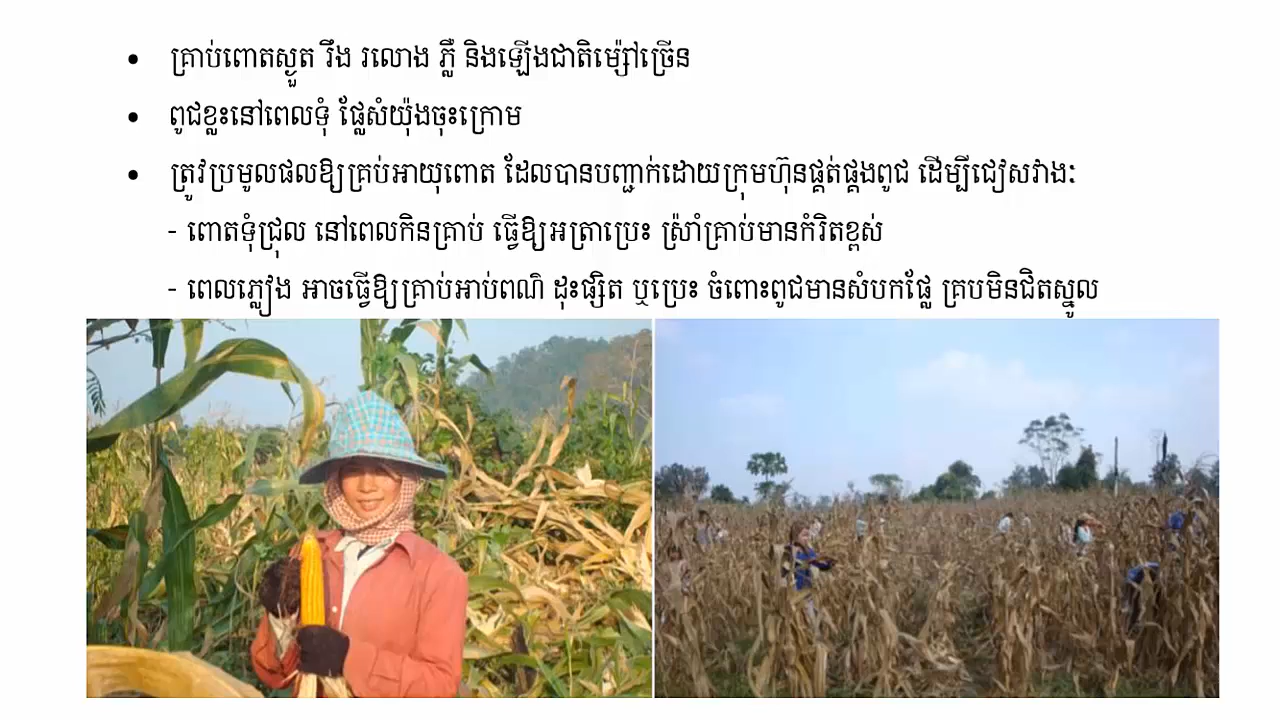 • គ្រាប់ពោតស្ងួត រឹង រលោង ភ្លឺ និងឡើងជាតិម្ស៉ៅច្រើន
• ពូជខ្លះនៅពេលទុំ ផ្លែសំយ៉ុងចុះក្រោម
• ត្រូវប្រមូលផលឱ្យគ្រប់អាយុពោត ដែលបានបញ្ជាក់ដោយក្រុមហ៊ុនផ្គត់ផ្គងពូជ ដើម្បីជៀសវាងៈ
- ពោតទុំជ្រុល នៅពេលកិនគ្រាប់ ធ្វើឱ្យអត្រាប្រេះ ស្រ៉ាំគ្រាប់មានកំរិតខ្ពស់
- ពេលភ្លៀង អាចធ្វើឱ្យគ្រាប់អាប់ពណ៌ ដុះផ្សិត ឬប្រេះ ចំពោះពូជមានសំបកផ្លែ គ្របមិនជិតស្នូល